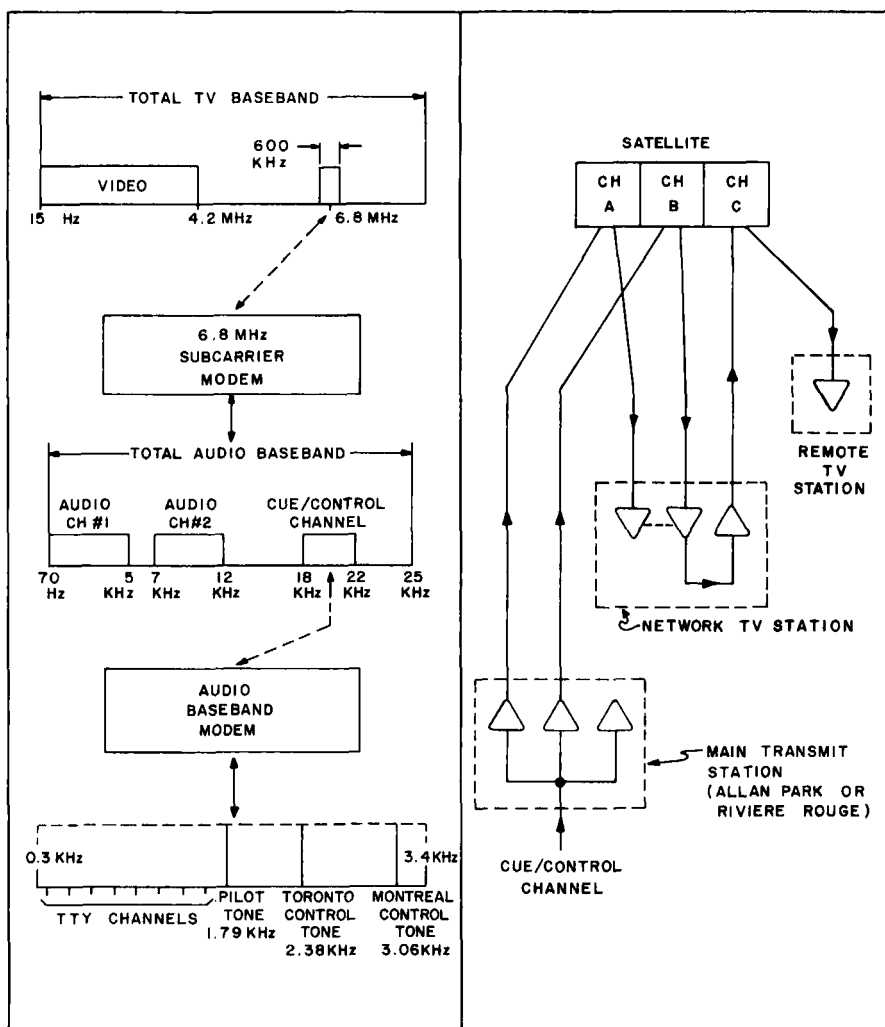 TOTAL TV BASEBAND
600
KHz
VIDEO
15 Hz
4.2 MHz
6.8 MHz
6.8 MHz
SUBCARRIER
MODEM
TOTAL AUDIO BASEBAND
AUDIO
CH #1
AUDIO
CH#2
CUE/CONTROL
CHANNEL
70
Hz
5
KHz
7
KHz
12
KHz
18
KHz
22
KHz
25
KHz
AUDIO
BASEBAND
MODEM
0.3 KHz
3.4KHz
TTY CHANNELS
PILOT
TONE
1.79 KHz
TORONTO
CONTROL
TONE
2.38KHz
MONTREAL
CONTROL
TONE
3.06KHz
SATELLITE
CH
A
CH
B
CH
C
REMOTE
TV
STATION
NETWORK TV STATION
MAIN TRANSMIT
STATION
(ALLAN PARK OR
RIVIERE ROUGE)
CUE/CONTROL
CHANNEL